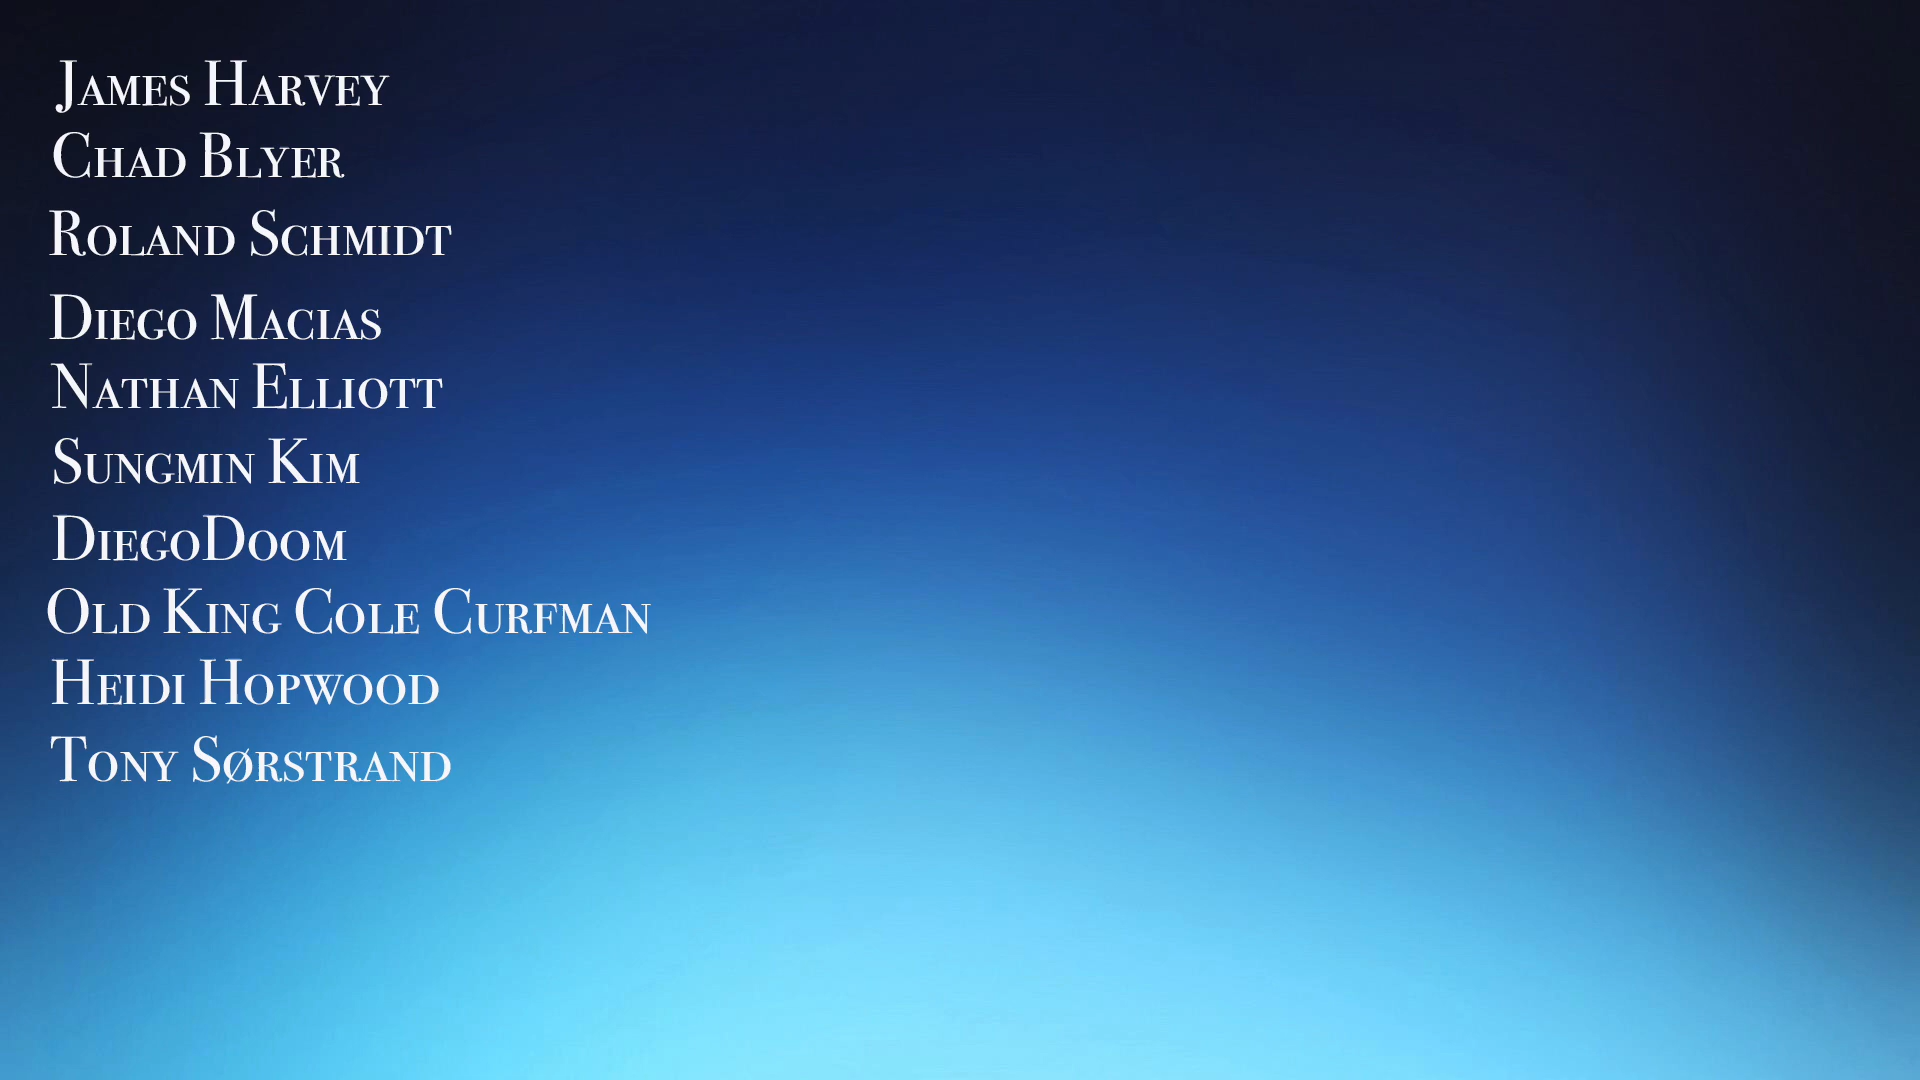 James Harvey
Chad Blyer
Roland Schmidt
Diego Macias
Nathan Elliott
Sungmin Kim
DiegoDoom
Old King Cole Curfman
Heidi Hopwood
Tony Sørstrand